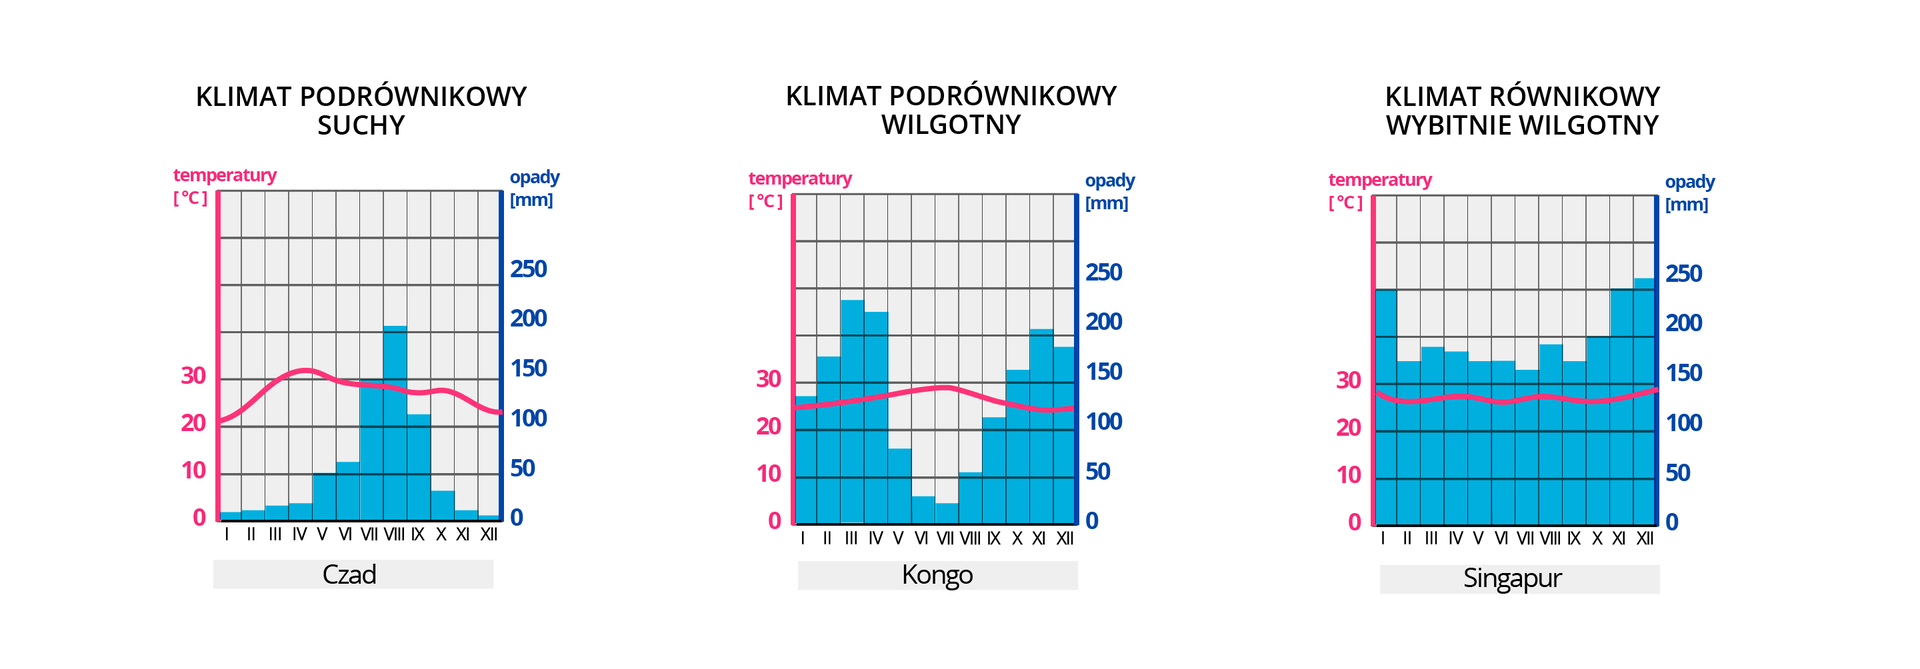 KLIMAT PODRÓWNIKOWY
SUCHY
temperatury
[ °C ]
opady
[mm]
250
200
150
100
50
0
30
20
10
0
I II III IV V VI VII VIII IX X XI XII
Czad
KLIMAT PODRÓWNIKOWY
WILGOTNY
temperatury
[ °C ]
opady
[mm]
250
200
150
100
50
0
30
20
10
0
I II III IV V VI VII VIII IX X XI XII
Kongo
KLIMAT RÓWNIKOWY
WYBITNIE WILGOTNY
temperatury
[ °C ]
opady
[mm]
250
200
150
100
50
0
30
20
10
0
I II III IV V VI VII VIII IX X XI XII
Singapur